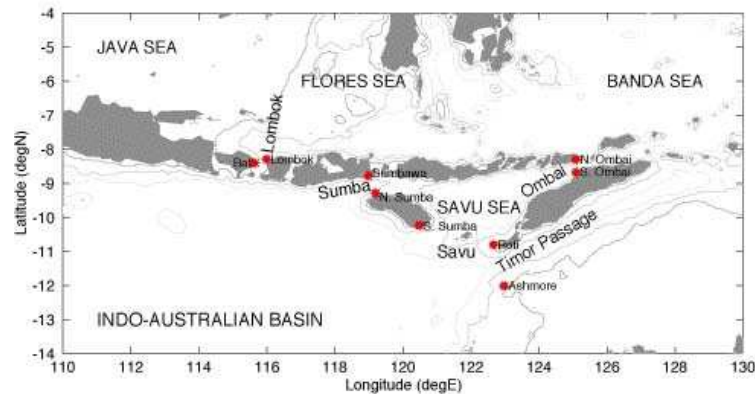 -4
JAVA SEA
-5
FLORES SEA
BANDA SEA
-6
-7
Lombok
-8
Bali
Lombok
N. Ombai
S. Ombai
Sumbawa
Ombai
-9
Sumba
N. Sumba
SAVU SEA
-10
S. Sumba
Savu
Roti
Timor Passage
-11
-12
Ashmore
INDO-AUSTRALIAN BASIN
-13
-14
110 112 114 116 118 120 122 124 126 128 130
Longitude (degE)
Latitude (degN)